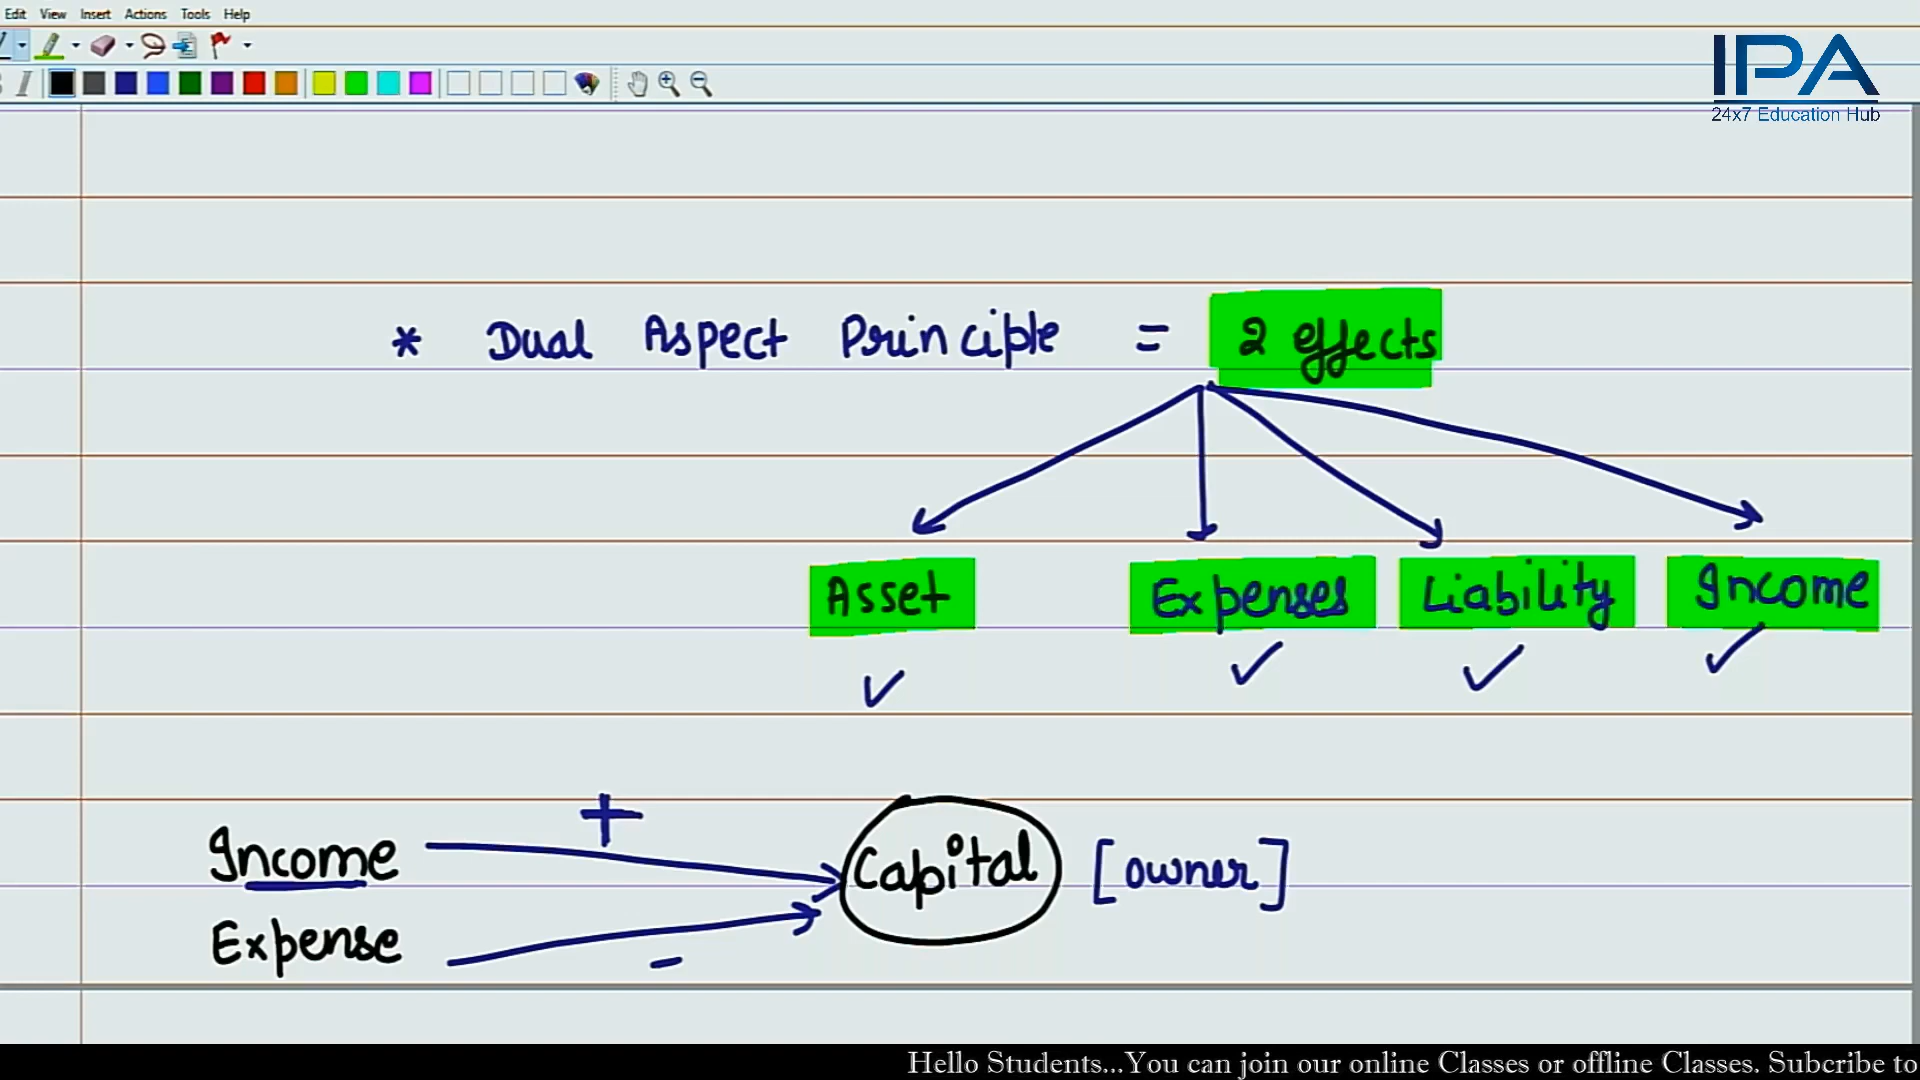 Edit View Insert Actions Tools Help
IPA
24x7 Education Hub
* Dual Aspect Principle = 2 effects
Asset Expenses Liability Income
+
Income Capital [owner]
Expense
-
Hello Students...You can join our online Classes or offline Classes. Subcribe to